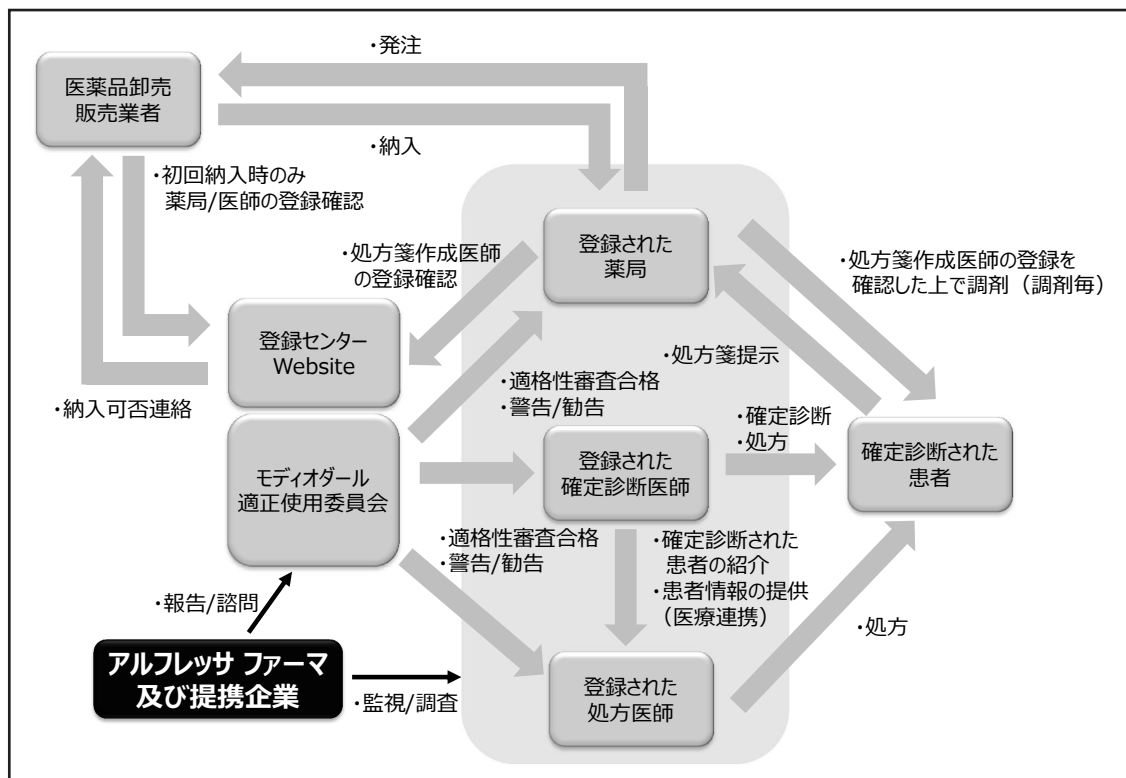 ・発注
医薬品卸売
販売業者
・納入
・初回納入時のみ
薬局/医師の登録確認
登録された
薬局
・処方箋作成医師
の登録確認
・処方箋作成医師の登録を
確認した上で調剤（調剤毎）
登録センター
Website
・処方箋提示
・適格性審査合格
・警告/勧告
・納入可否連絡
・確定診断
・処方
モディオダール
適正使用委員会
登録された
確定診断医師
確定診断された
患者
・適格性審査合格
・警告/勧告
・確定診断された
患者の紹介
・患者情報の提供
（医療連携）
・報告/諮問
・処方
アルフレッサ ファーマ
及び提携企業
・監視/調査
登録された
処方医師